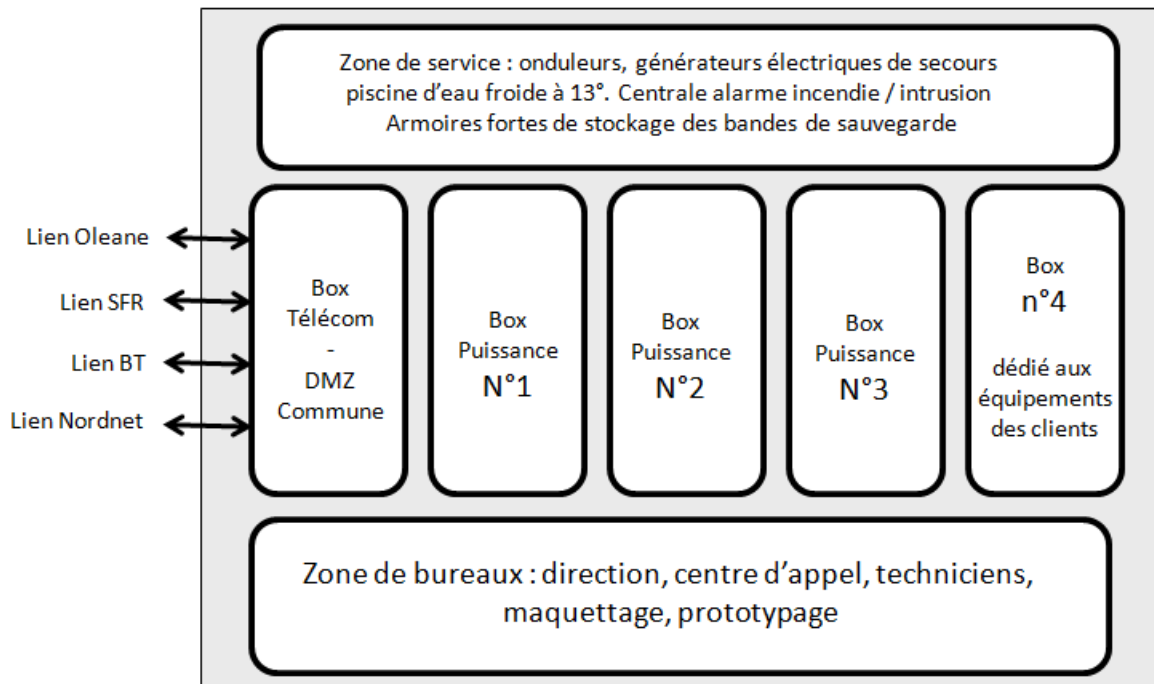 Zone de service : onduleurs, générateurs électriques de secours
piscine d'eau froide à 13°. Centrale alarme incendie / intrusion
Armoires fortes de stockage des bandes de sauvegarde
Lien Oleane
Lien SFR
Lien BT
Lien Nordnet
Box
Télécom
-
DMZ
Commune
Box
Puissance
N°1
Box
Puissance
N°2
Box
Puissance
N°3
Box
n°4
dédié aux
équipements
des clients
Zone de bureaux : direction, centre d'appel, techniciens,
maquettage, prototypage